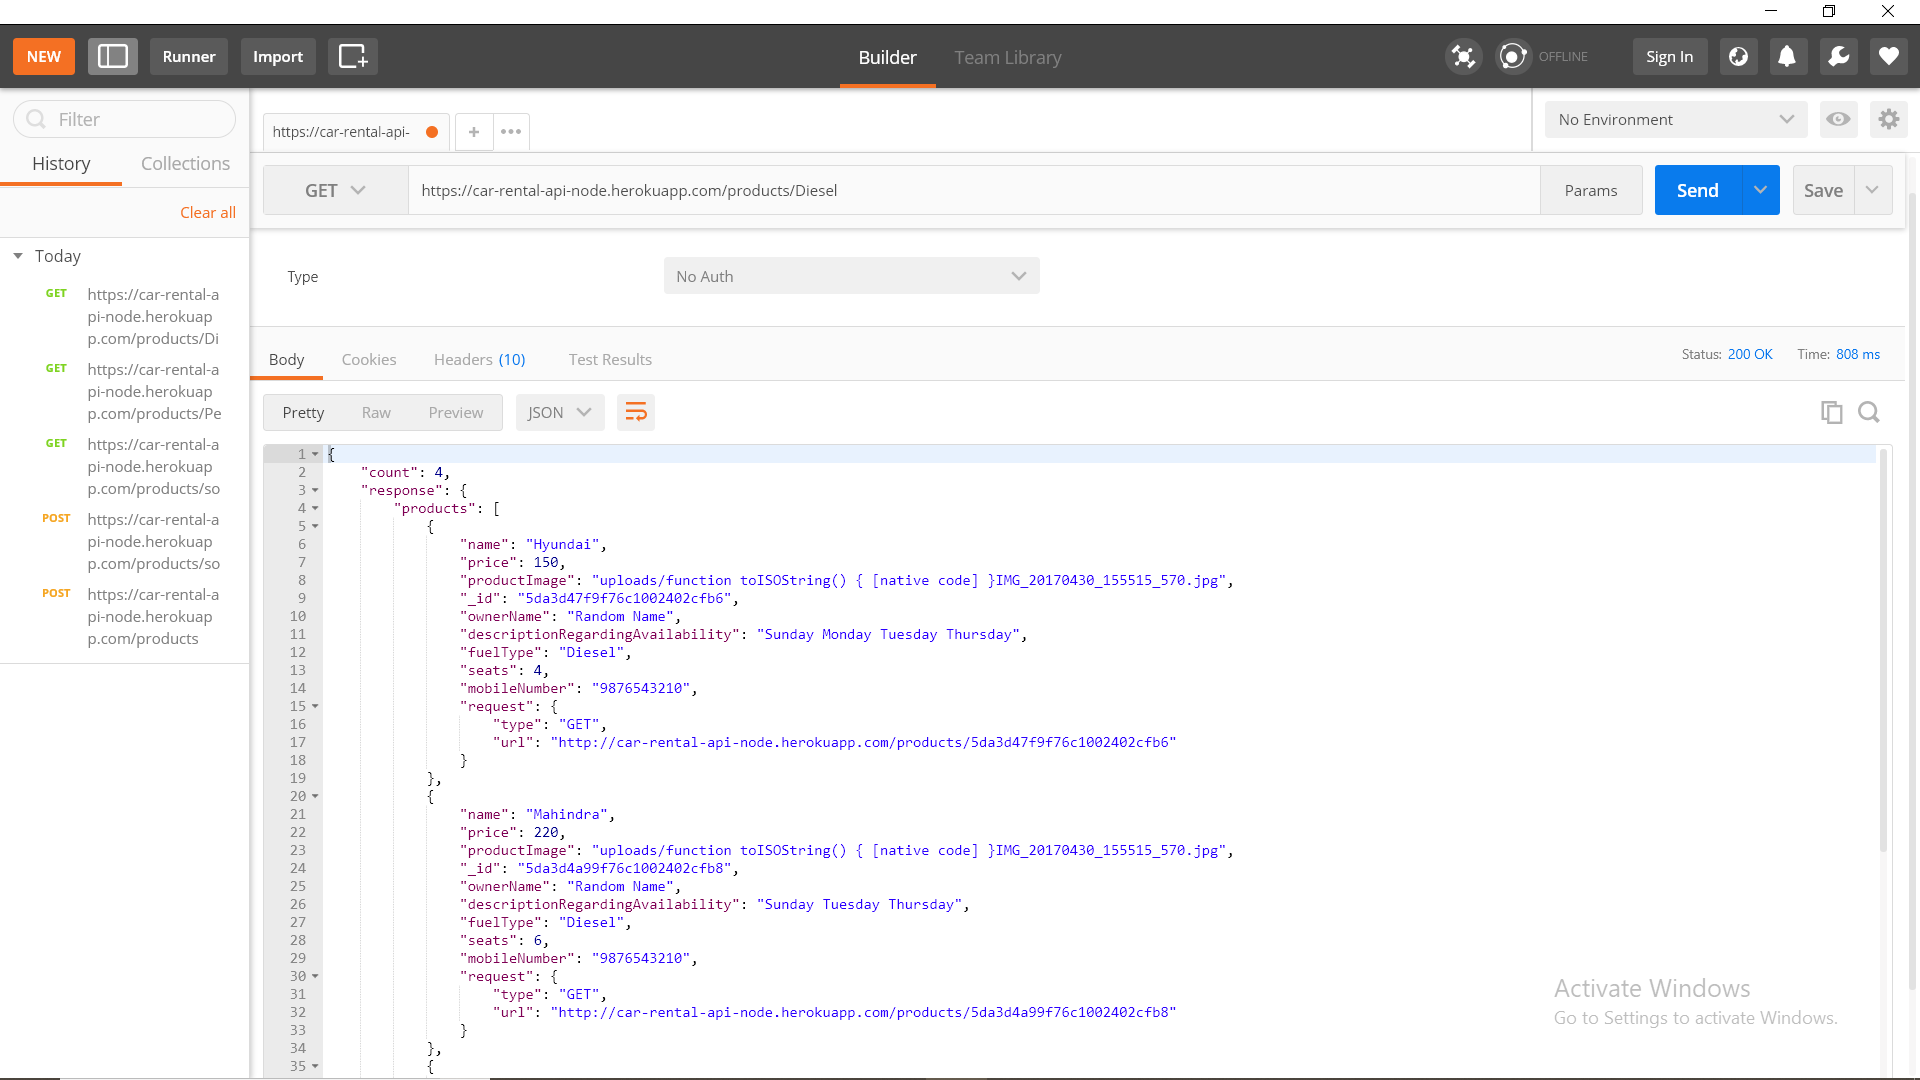 NEW
Runner
Import
Builder
Team Library
OFFLINE
Sign In
Filter
History
Collections
Clear all
Today
GET
https://car-rental-a
pi-node.herokuap
p.com/products/Di
GET
https://car-rental-a
pi-node.herokuap
p.com/products/Pe
GET
https://car-rental-a
pi-node.herokuap
p.com/products/so
POST
https://car-rental-a
pi-node.herokuap
p.com/products/so
POST
https://car-rental-a
pi-node.herokuap
p.com/products
https://car-rental-api-
+
•••
No Environment
GET
https://car-rental-api-node.herokuapp.com/products/Diesel
Params
Send
Save
Type
No Auth
Body
Cookies
Headers (10)
Test Results
Status: 200 OK
Time: 808 ms
Pretty
Raw
Preview
JSON
1 {
2 "count": 4,
3 "response": {
4 "products": [
5 {
6 "name": "Hyundai",
7 "price": 150,
8 "productImage": "uploads/function toISOString() { [native code] }IMG_20170430_155515_570.jpg",
9 "_id": "5da3d47f9f76c1002402cfb6",
10 "ownerName": "Random Name",
11 "descriptionRegardingAvailability": "Sunday Monday Tuesday Thursday",
12 "fuelType": "Diesel",
13 "seats": 4,
14 "mobileNumber": "9876543210",
15 "request": {
16 "type": "GET",
17 "url": "http://car-rental-api-node.herokuapp.com/products/5da3d47f9f76c1002402cfb6"
18 }
19 },
20 {
21 "name": "Mahindra",
22 "price": 220,
23 "productImage": "uploads/function toISOString() { [native code] }IMG_20170430_155515_570.jpg",
24 "_id": "5da3d4a99f76c1002402cfb8",
25 "ownerName": "Random Name",
26 "descriptionRegardingAvailability": "Sunday Tuesday Thursday",
27 "fuelType": "Diesel",
28 "seats": 6,
29 "mobileNumber": "9876543210",
30 "request": {
31 "type": "GET",
32 "url": "http://car-rental-api-node.herokuapp.com/products/5da3d4a99f76c1002402cfb8"
33 }
34 },
35 {
Activate Windows
Go to Settings to activate Windows.